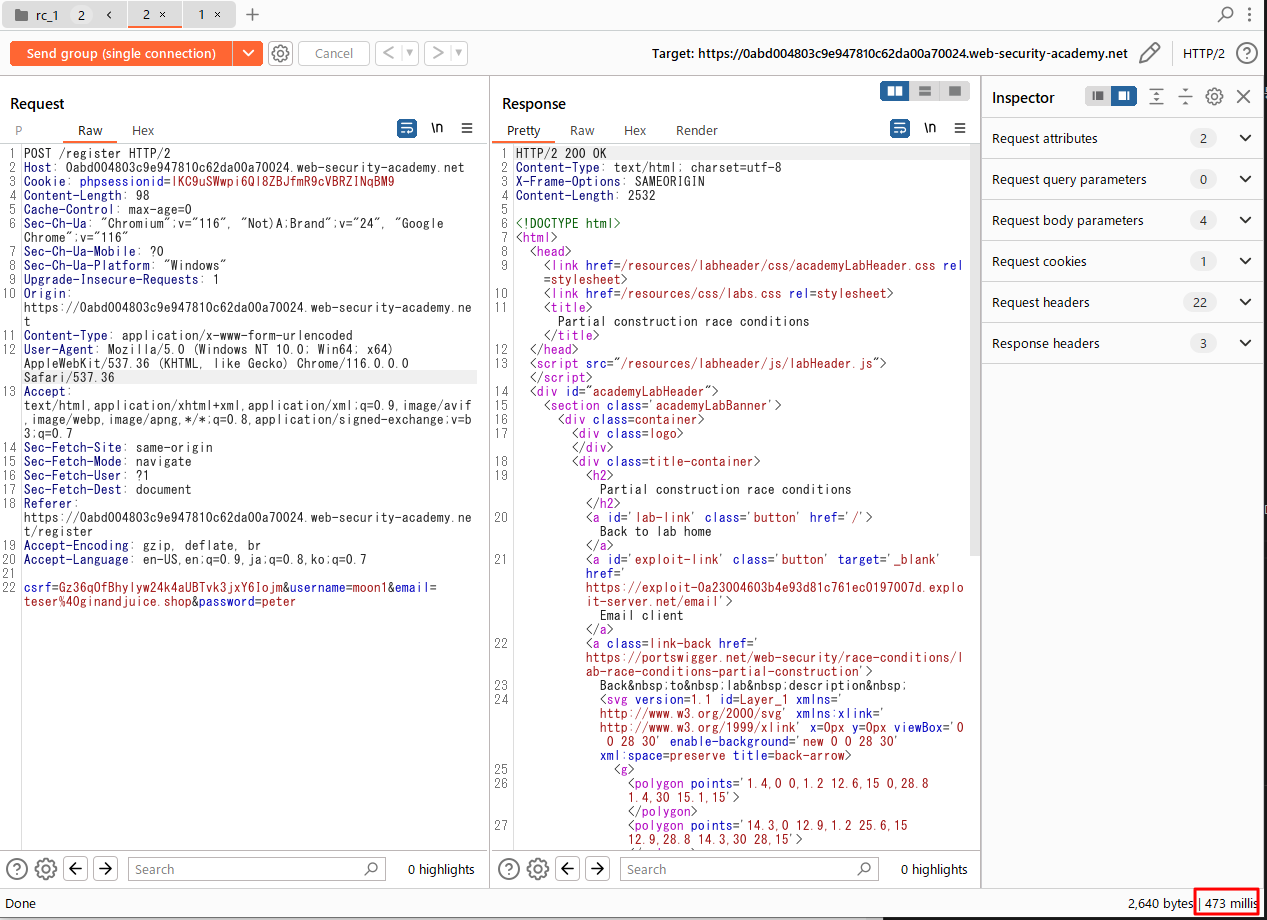 rc_1 2 < 2 × 1 × +
Send group (single connection) Cancel < > Target: https://0abd004803c9e947810c62da00a70024.web-security-academy.net HTTP/2 ?
Request
P Raw Hex \n
1 POST /register HTTP/2
2 Host: 0abd004803c9e947810c62da00a70024.web-security-academy.net
3 Cookie: phpsessionid=
4 Content-Length: 98
5 Cache-Control: max-age=0
6 Sec-Ch-Ua: "Chromium";v="116", "Not)A;Brand";v="24", "Google
Chrome";v="116"
7 Sec-Ch-Ua-Mobile: ?0
8 Sec-Ch-Ua-Platform: "Windows"
9 Upgrade-Insecure-Requests: 1
10 Origin:
https://0abd004803c9e947810c62da00a70024.web-security-academy.ne
t
11 Content-Type: application/x-www-form-urlencoded
12 User-Agent: Mozilla/5.0 (Windows NT 10.0; Win64; x64)
AppleWebKit/537.36 (KHTML, like Gecko) Chrome/116.0.0.0
Safari/537.36
13 Accept:
text/html,application/xhtml+xml,application/xml;q=0.9,image/avif
,image/webp,image/apng,*/*;q=0.8,application/signed-exchange;v=b
3;q=0.7
14 Sec-Fetch-Site: same-origin
15 Sec-Fetch-Mode: navigate
16 Sec-Fetch-User: ?1
17 Sec-Fetch-Dest: document
18 Referer:
https://0abd004803c9e947810c62da00a70024.web-security-academy.ne
t/register
19 Accept-Encoding: gzip, deflate, br
20 Accept-Language: en-US,en;q=0.9,ja;q=0.8,ko;q=0.7
21
22 csrf=&username=moon1&email=
teser%40ginandjuice.shop&password=peter
? Search 0 highlights
Response
Pretty Raw Hex Render \n
1 HTTP/2 200 OK
2 Content-Type: text/html; charset=utf-8
3 X-Frame-Options: SAMEORIGIN
4 Content-Length: 2532
5
6 <!DOCTYPE html>
7 <html>
8 <head>
9 <link href=/resources/labheader/css/academyLabHeader.css rel
=stylesheet>
10 <link href=/resources/css/labs.css rel=stylesheet>
11 <title>
Partial construction race conditions
</title>
12 </head>
13 <script src="/resources/labheader/js/labHeader.js">
</script>
14 <div id="academyLabHeader">
15 <section class='academyLabBanner'>
16 <div class=container>
17 <div class=logo>
</div>
18 <div class=title-container>
19 <h2>
Partial construction race conditions
</h2>
20 <a id='lab-link' class='button' href='/'>
Back to lab home
</a>
21 <a id='exploit-link' class='button' target='_blank'
href='
https://exploit-0a23004603b4e93d81c761ec0197007d.explo
it-server.net/email'>
Email client
</a>
22 <a class=link-back href='
https://portswigger.net/web-security/race-conditions/l
ab-race-conditions-partial-construction'>
23 Back&nbsp;to&nbsp;lab&nbsp;description&nbsp;
24 <svg version=1.1 id=Layer_1 xmlns='
http://www.w3.org/2000/svg' xmlns:xlink='
http://www.w3.org/1999/xlink' x=0px y=0px viewBox='0
0 28 30' enable-background='new 0 0 28 30'
xml:space=preserve title=back-arrow>
25 <g>
26 <polygon points='1.4,0 0,1.2 12.6,15 0,28.8
1.4,30 15.1,15'>
</polygon>
27 <polygon points='14.3,0 12.9,1.2 25.6,15
12.9,28.8 14.3,30 28,15'>
? Search 0 highlights
Inspector
Request attributes 2
Request query parameters 0
Request body parameters 4
Request cookies 1
Request headers 22
Response headers 3
Done 2,640 bytes | 473 millis